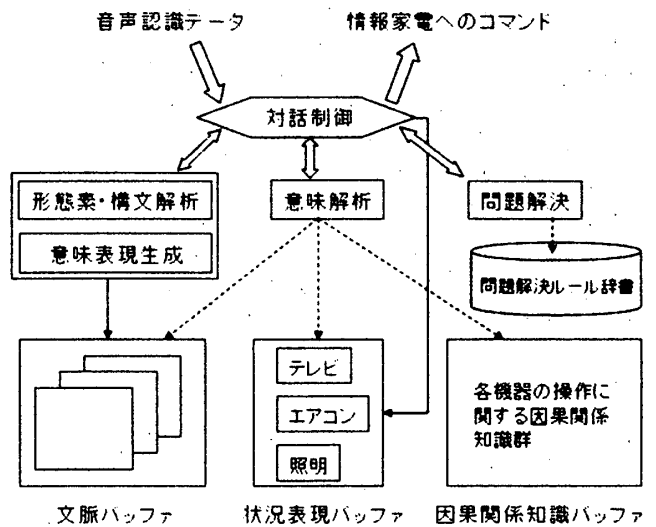 音声認識データ
情報家電へのコマンド
対話制御
形態素・構文解析
意味解析
問題解決
意味表現生成
問題解決ルール辞書
テレビ
エアコン
照明
各機器の操作に
関する因果関係
知識群
文脈バッファ
状況表現バッファ
因果関係知識バッファ